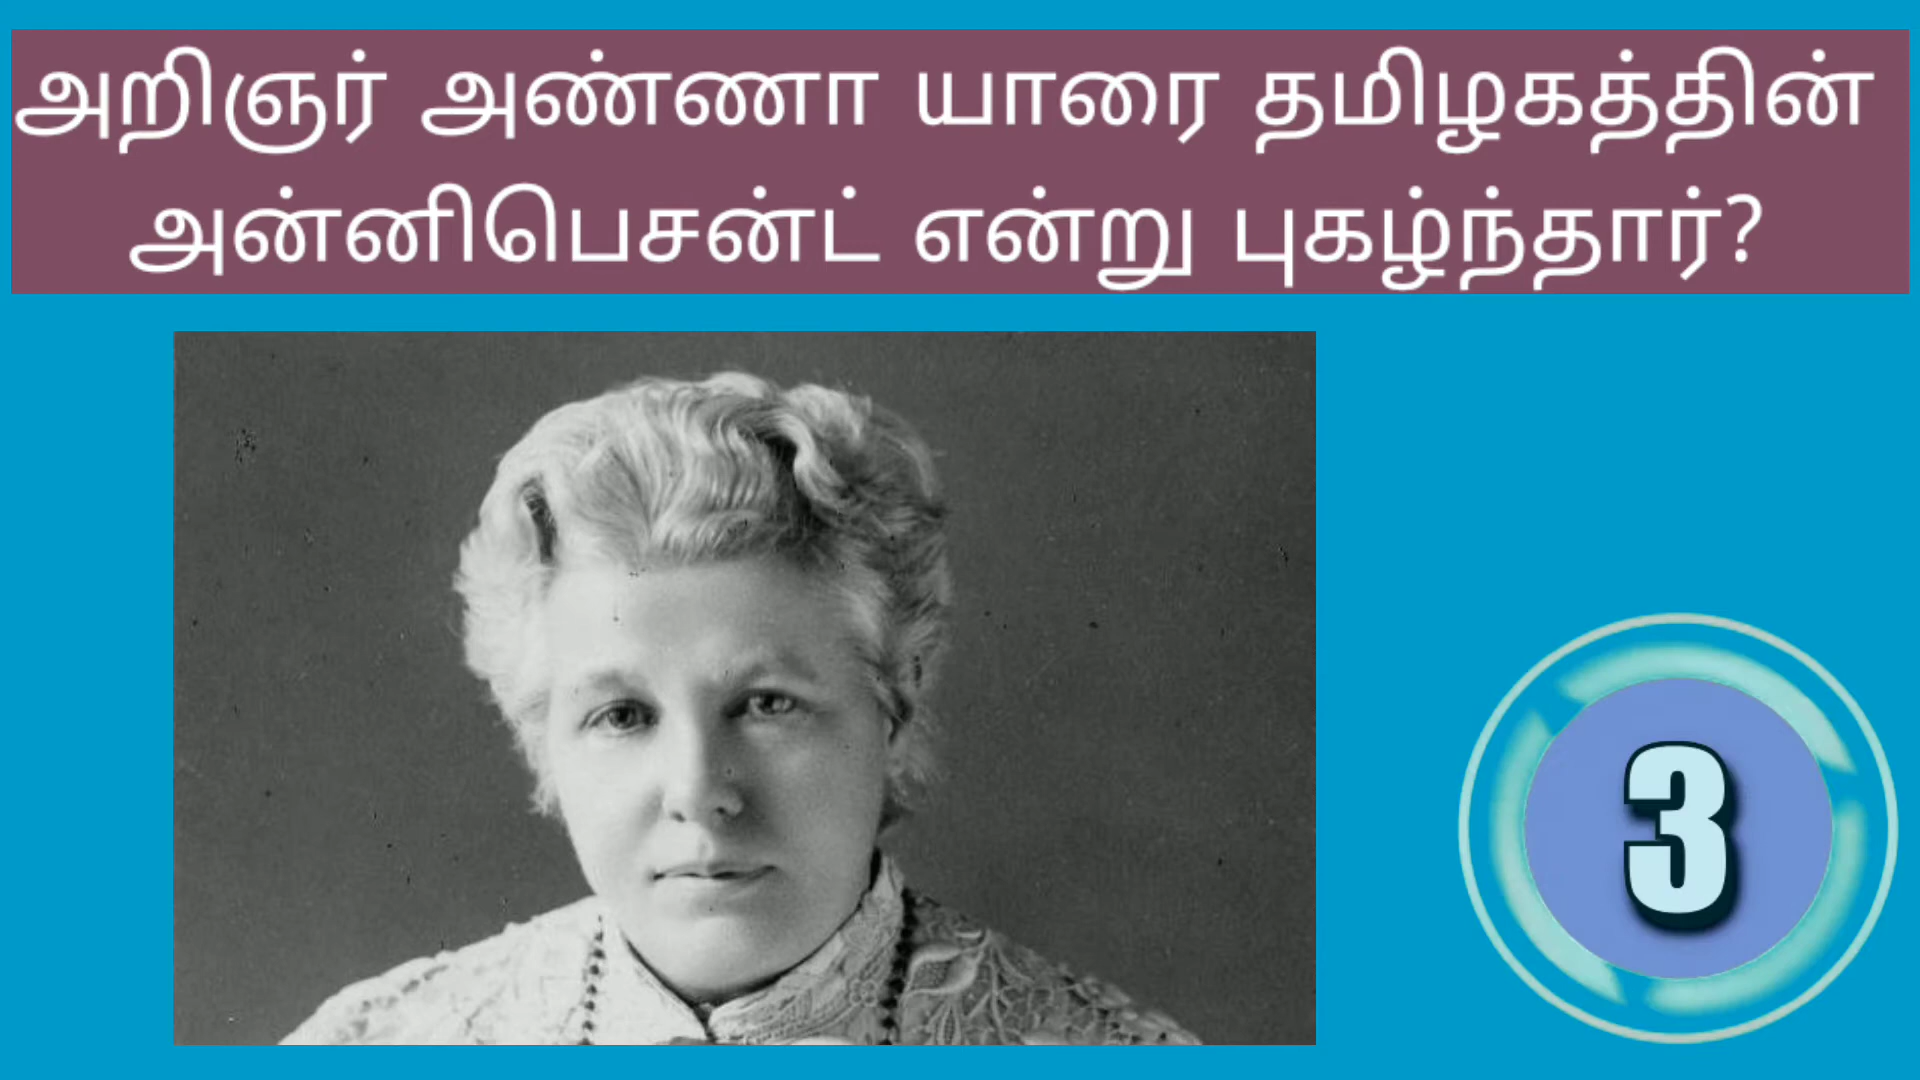 அறிஞர் அண்ணா யாரை தமிழகத்தின்
அன்னிபெசன்ட் என்று புகழ்ந்தார்?
3